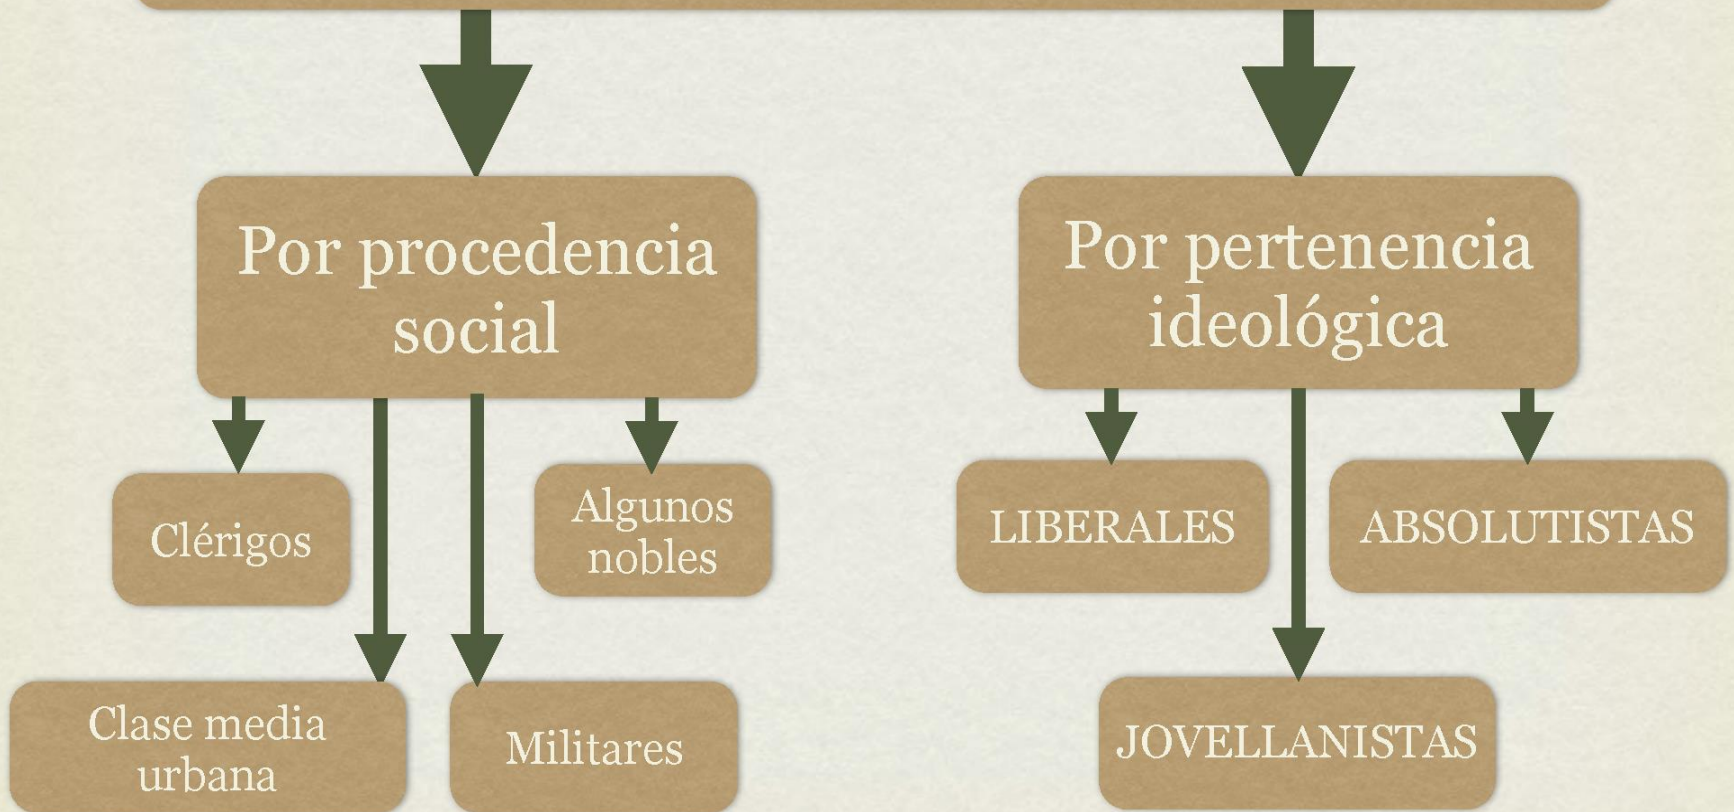 Por procedencia
social
Por pertenencia
ideológica
Clérigos
Algunos
nobles
LIBERALES
ABSOLUTISTAS
Clase media
urbana
Militares
JOVELLANISTAS